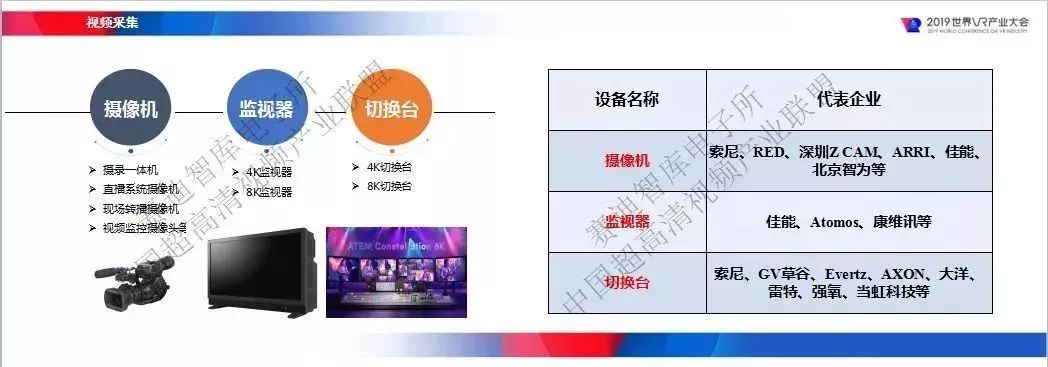 视频采集
2019世界VR产业大会
2019 WORLD CONFERENCE ON VR INDUSTRY
摄像机
监视器
切换台
➢ 摄录一体机
➢ 直播系统摄像机
➢ 现场转播摄像机
➢ 视频监控摄像头等
➢ 4K监视器
➢ 8K监视器
➢ 4K切换台
➢ 8K切换台
ATEM Constellation 8K
设备名称
代表企业
摄像机
索尼、RED、深圳Z CAM、ARRI、佳能、
北京智为等
监视器
佳能、Atomos、康维讯等
切换台
索尼、GV草谷、Evertz、AXON、大洋、
雷特、强氧、当虹科技等
赛迪智库电子所
中国超高清视频产业联盟
赛迪智库电子所
中国超高清视频产业联盟